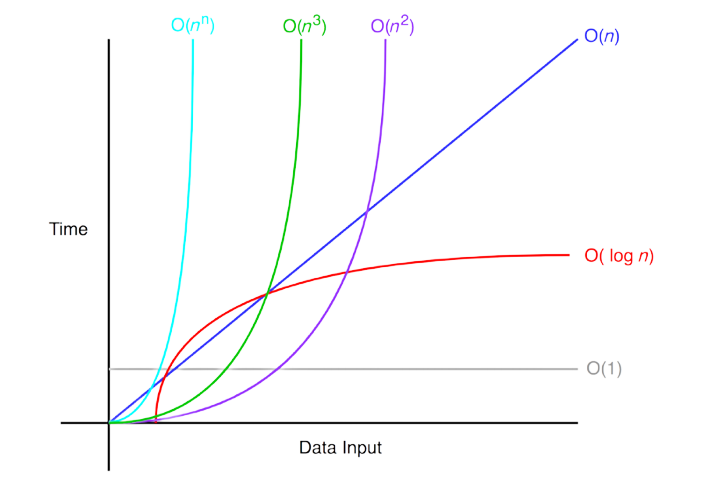 O(nⁿ)
O(n³)
O(n²)
O(n)
Time
O( log n)
O(1)
Data Input